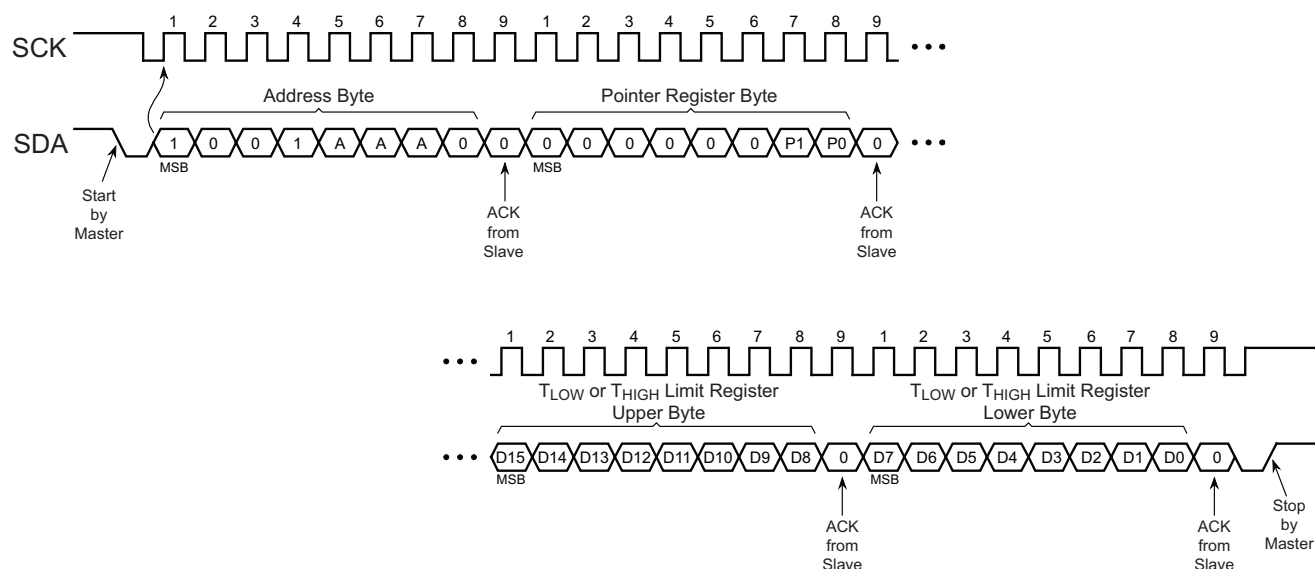 1 2 3 4 5 6 7 8 9 1 2 3 4 5 6 7 8 9
SCK
Address Byte Pointer Register Byte
SDA 1 0 0 1 A A A 0 0 0 0 0 0 0 0 P1 P0 0
MSB MSB
Start
by
Master
ACK
from
Slave
ACK
from
Slave
1 2 3 4 5 6 7 8 9 1 2 3 4 5 6 7 8 9
TLOW or THIGH Limit Register
Upper Byte
TLOW or THIGH Limit Register
Lower Byte
D15 D14 D13 D12 D11 D10 D9 D8 0 D7 D6 D5 D4 D3 D2 D1 D0 0
MSB MSB
ACK
from
Slave
ACK
from
Slave
Stop
by
Master